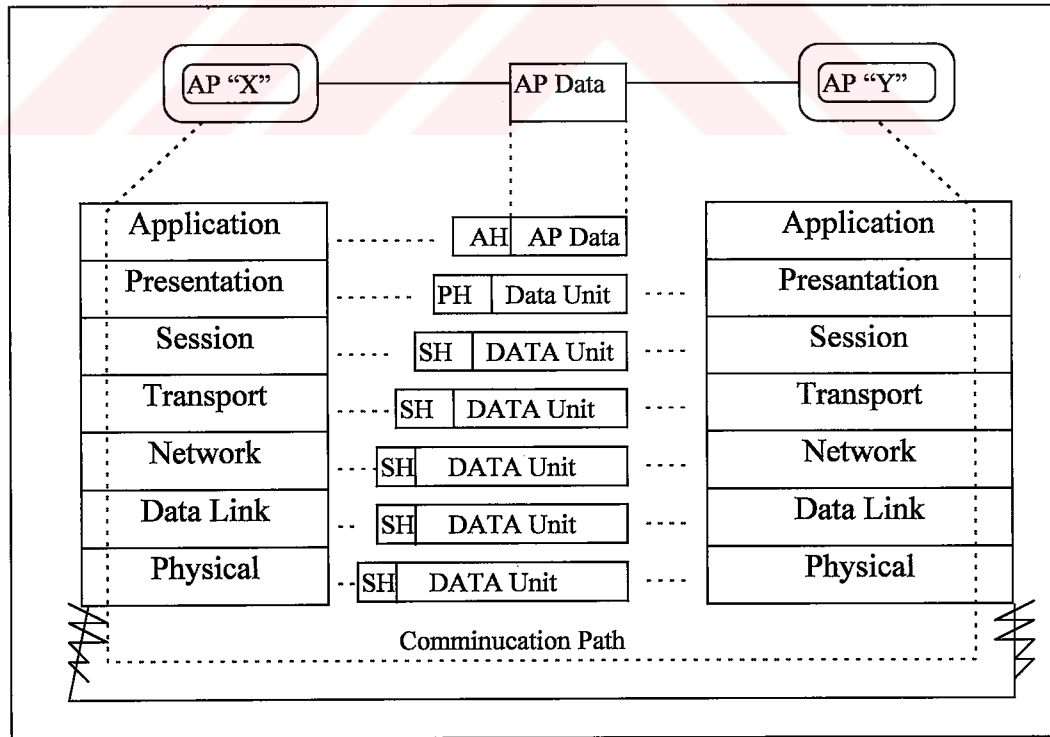 AP “X” AP Data AP “Y”
Application AH AP Data Application
Presentation PH Data Unit Presantation
Session SH DATA Unit Session
Transport SH DATA Unit Transport
Network SH DATA Unit Network
Data Link SH DATA Unit Data Link
Physical SH DATA Unit Physical
Comminucation Path